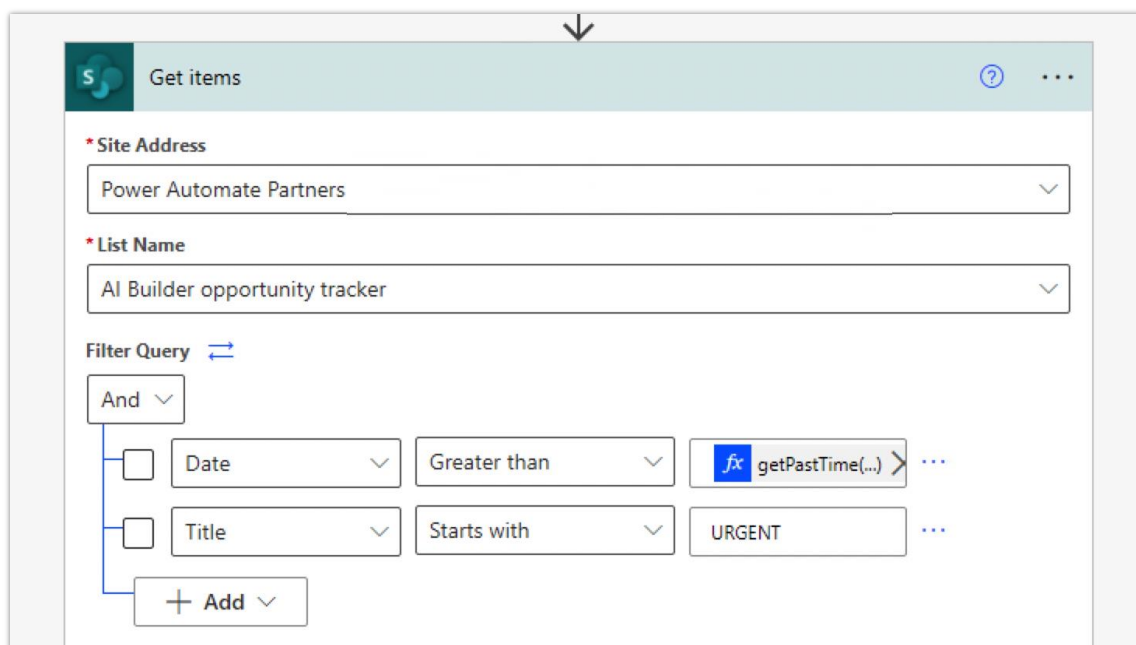 S
Get items
?
* Site Address
Power Automate Partners
* List Name
AI Builder opportunity tracker
Filter Query
And
Date Greater than fx getPastTime(...)
Title Starts with URGENT
+ Add